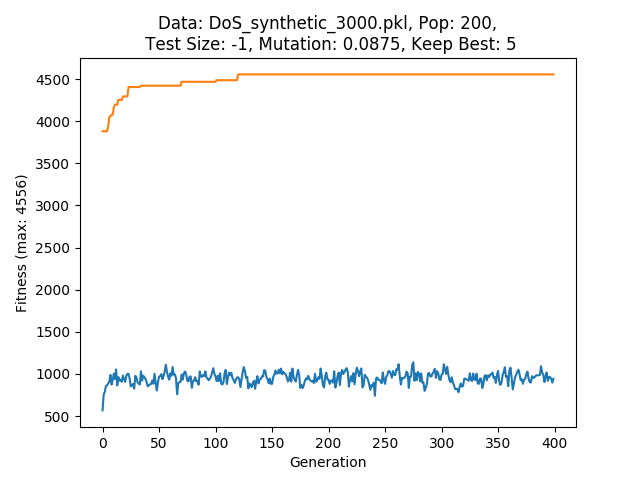 Data: DoS_synthetic_3000.pkl, Pop: 200,
Test Size: -1, Mutation: 0.0875, Keep Best: 5
Fitness (max: 4556)
4500
4000
3500
3000
2500
2000
1500
1000
500
0 50 100 150 200 250 300 350 400
Generation